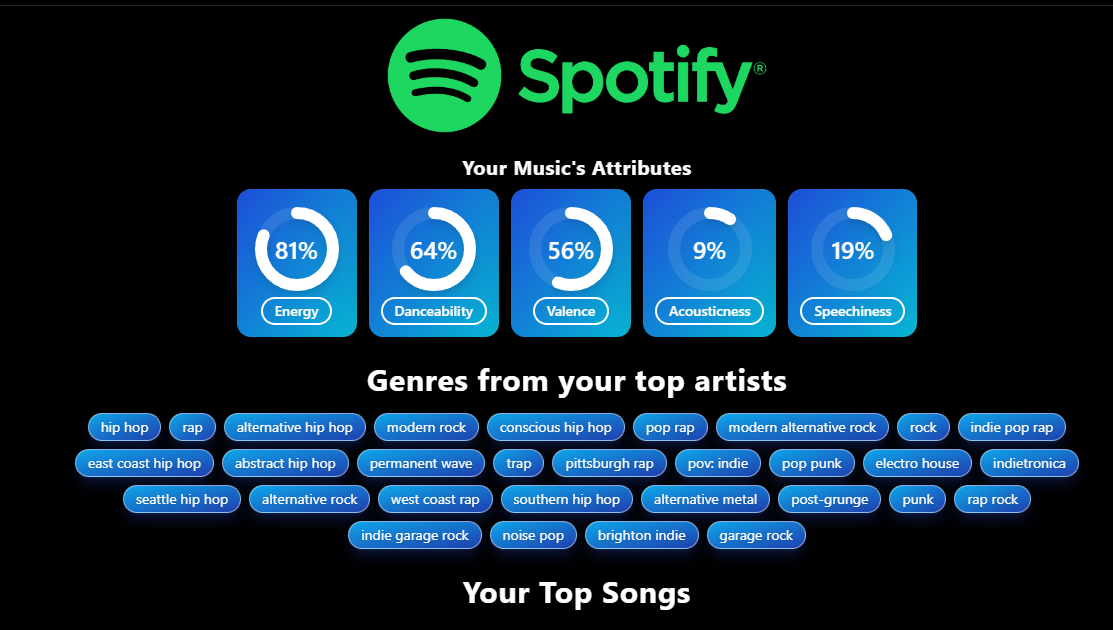 Spotify®
Your Music's Attributes
81% 64% 56% 9% 19%
Energy Danceability Valence Acousticness Speechiness
Genres from your top artists
hip hop rap alternative hip hop modern rock conscious hip hop pop rap modern alternative rock rock indie pop rap
east coast hip hop abstract hip hop permanent wave trap pittsburgh rap pov: indie pop punk electro house indietronica
seattle hip hop alternative rock west coast rap southern hip hop alternative metal post-grunge punk rap rock
indie garage rock noise pop brighton indie garage rock
Your Top Songs